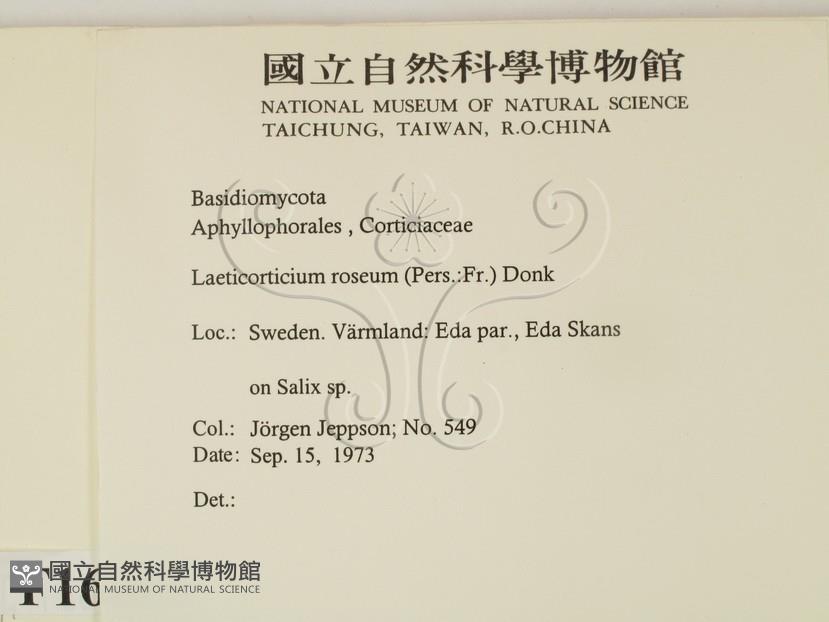 國立自然科學博物館
NATIONAL MUSEUM OF NATURAL SCIENCE
TAICHUNG, TAIWAN, R.O.CHINA
Basidiomycota
Aphyllophorales , Corticiaceae
Laeticorticium roseum (Pers.:Fr.) Donk
Loc.: Sweden. Värmland: Eda par., Eda Skans
on Salix sp.
Col.: Jörgen Jeppson; No. 549
Date: Sep. 15, 1973
Det.:
國立自然科學博物館
NATIONAL MUSEUM OF NATURAL SCIENCE